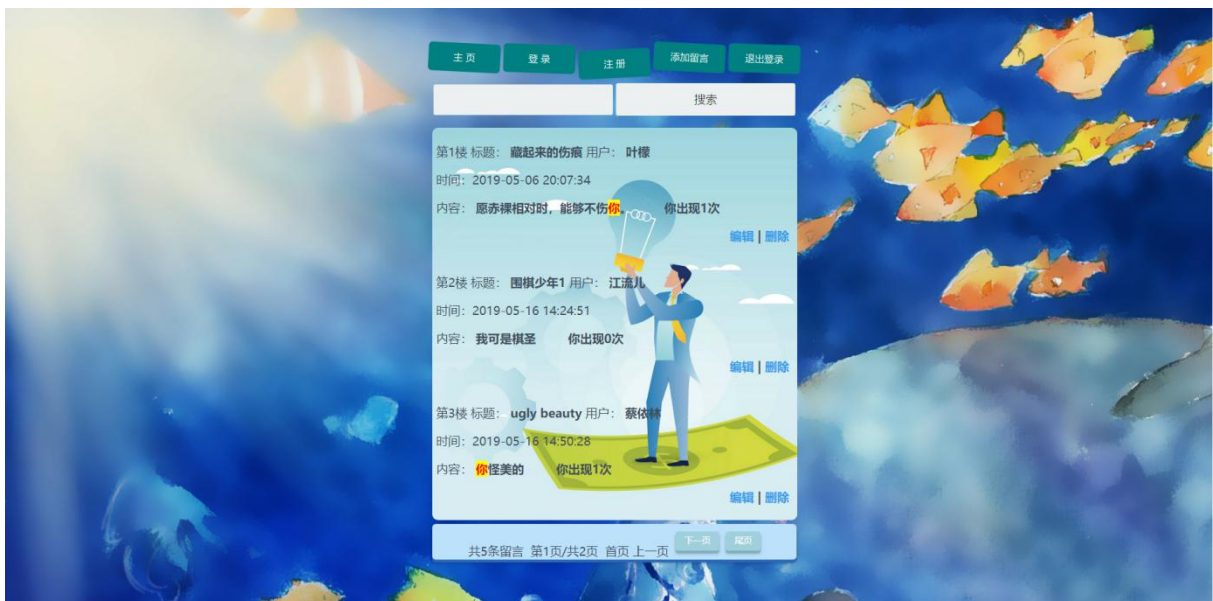 主页 登录 注册 添加留言 退出登录
搜索
第1楼 标题： 藏起来的伤痕 用户： 叶檬
时间：2019-05-06 20:07:34
内容： 愿赤裸相对时，能够不伤你。 你出现1次
编辑 | 删除
第2楼 标题： 围棋少年1 用户： 江流儿
时间：2019-05-16 14:24:51
内容： 我可是棋圣 你出现0次
编辑 | 删除
第3楼 标题： ugly beauty 用户： 蔡依林
时间：2019-05-16 14:50:28
内容： 你怪美的 你出现1次
编辑 | 删除
共5条留言 第1页/共2页 首页 上一页 下一页 尾页